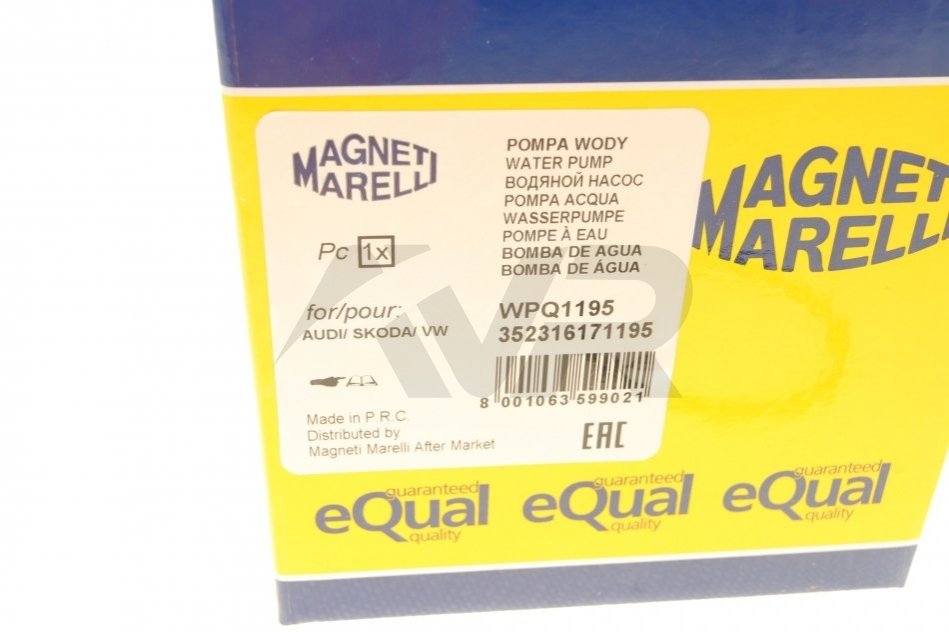 MAGNETI
MARELLI
POMPA WODY
WATER PUMP
ВОДЯНОЙ НАСОС
POMPA ACQUA
WASSERPUMPE
POMPE À EAU
BOMBA DE AGUA
BOMBA DE ÁGUA
Pc 1x
for/pour:
AUDI/ SKODA/ VW
WPQ1195
352316171195
8 001063 599021
Made in P.R.C.
Distributed by
Magneti Marelli After Market
EAC
MAGNETI
MARELLI
guaranteed
eQual
quality
guaranteed
eQual
quality
guaranteed
eQual
quality